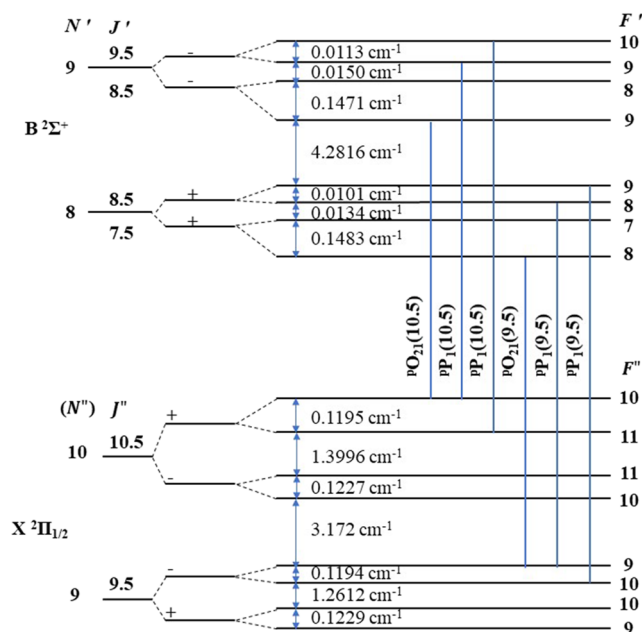 N′ J′ F′
9.5 - 10
0.0113 cm-1
9 9
0.0150 cm-1
8.5 - 8
0.1471 cm-1
9
B ²Σ⁺
4.2816 cm-1
8.5 + 9
0.0101 cm-1
8 8
0.0134 cm-1
7.5 + 7
0.1483 cm-1
8
ᵖO₂₁(10.5) ᵖP₁(10.5) ᵖP₁(10.5) ᵖO₂₁(9.5) ᵖP₁(9.5) ᵖP₁(9.5)
F″
(N″) J″ + 10
0.1195 cm-1
11
10 10.5
1.3996 cm-1
11
- 0.1227 cm-1
10
X ²Π₁/₂
3.172 cm-1
9
- 0.1194 cm-1
9 9.5 10
1.2612 cm-1
10
+ 0.1229 cm-1
9